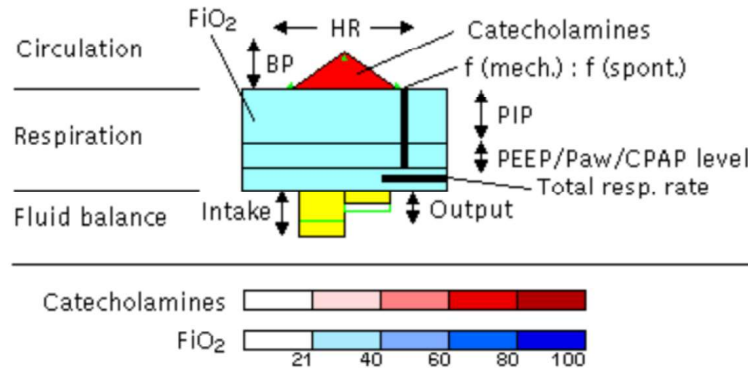 FiO2
HR
Catecholamines
Circulation
BP
f (mech.) : f (spont.)
PIP
Respiration
PEEP/Paw/CPAP level
Total resp. rate
Fluid balance
Intake
Output
Catecholamines
FiO2
21 40 60 80 100